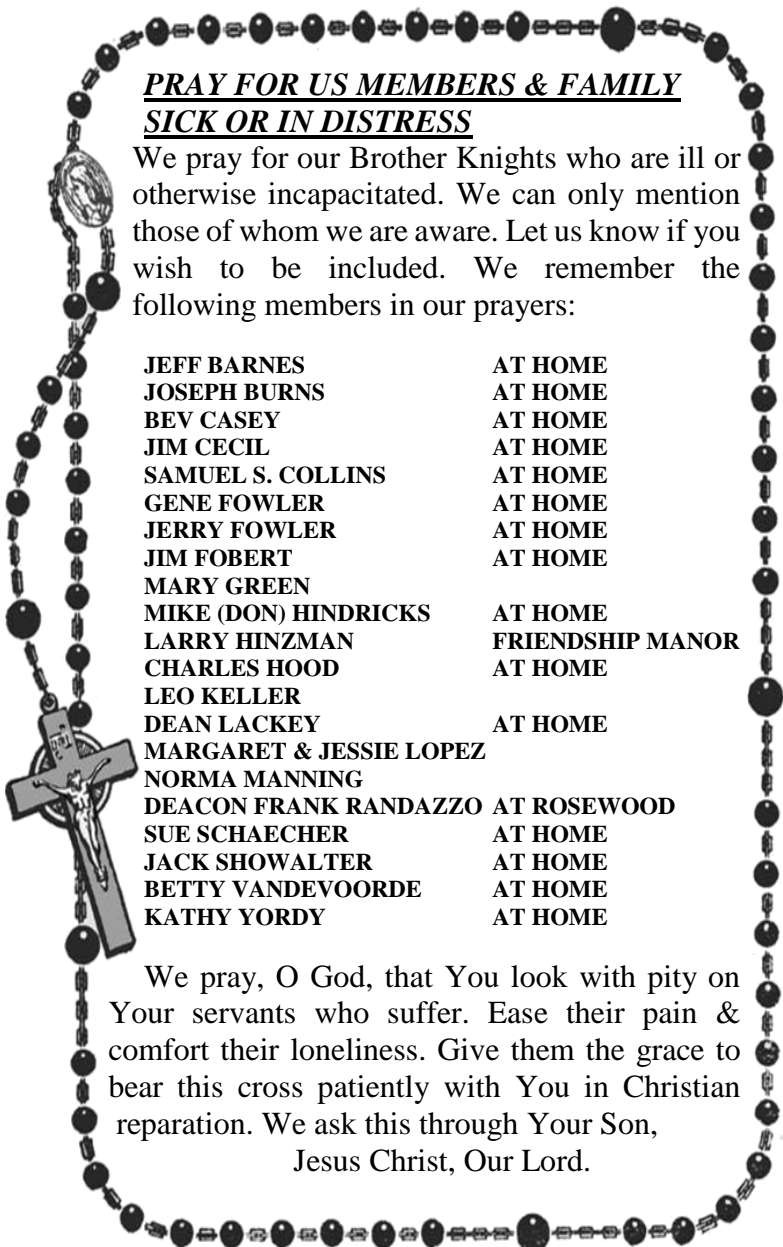 PRAY FOR US MEMBERS & FAMILY
SICK OR IN DISTRESS
We pray for our Brother Knights who are ill or
otherwise incapacitated. We can only mention
those of whom we are aware. Let us know if you
wish to be included. We remember the
following members in our prayers:
JEFF BARNES AT HOME
JOSEPH BURNS AT HOME
BEV CASEY AT HOME
JIM CECIL AT HOME
SAMUEL S. COLLINS AT HOME
GENE FOWLER AT HOME
JERRY FOWLER AT HOME
JIM FOBERT AT HOME
MARY GREEN
MIKE (DON) HINDRICKS AT HOME
LARRY HINZMAN FRIENDSHIP MANOR
CHARLES HOOD AT HOME
LEO KELLER
DEAN LACKEY AT HOME
MARGARET & JESSIE LOPEZ
NORMA MANNING
DEACON FRANK RANDAZZO AT ROSEWOOD
SUE SCHAECHER AT HOME
JACK SHOWALTER AT HOME
BETTY VANDEVOORDE AT HOME
KATHY YORDY AT HOME
We pray, O God, that You look with pity on
Your servants who suffer. Ease their pain &
comfort their loneliness. Give them the grace to
bear this cross patiently with You in Christian
reparation. We ask this through Your Son,
Jesus Christ, Our Lord.